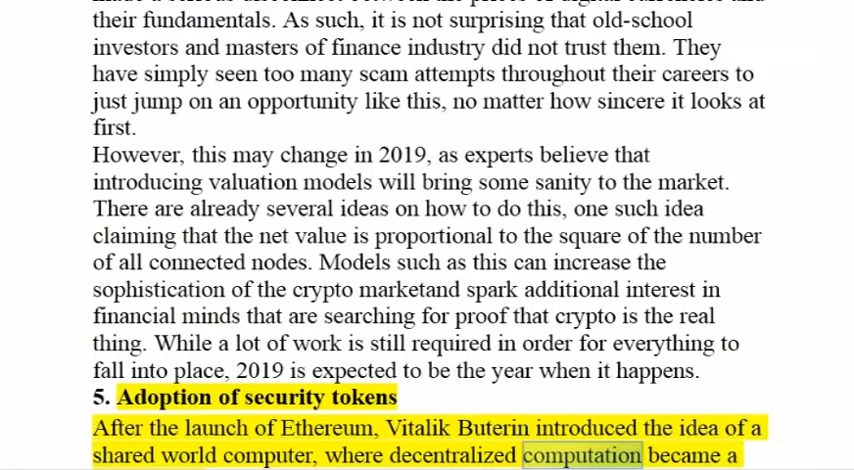 their fundamentals. As such, it is not surprising that old-school
investors and masters of finance industry did not trust them. They
have simply seen too many scam attempts throughout their careers to
just jump on an opportunity like this, no matter how sincere it looks at
first.
However, this may change in 2019, as experts believe that
introducing valuation models will bring some sanity to the market.
There are already several ideas on how to do this, one such idea
claiming that the net value is proportional to the square of the number
of all connected nodes. Models such as this can increase the
sophistication of the crypto marketand spark additional interest in
financial minds that are searching for proof that crypto is the real
thing. While a lot of work is still required in order for everything to
fall into place, 2019 is expected to be the year when it happens.
5. Adoption of security tokens
After the launch of Ethereum, Vitalik Buterin introduced the idea of a
shared world computer, where decentralized computation became a